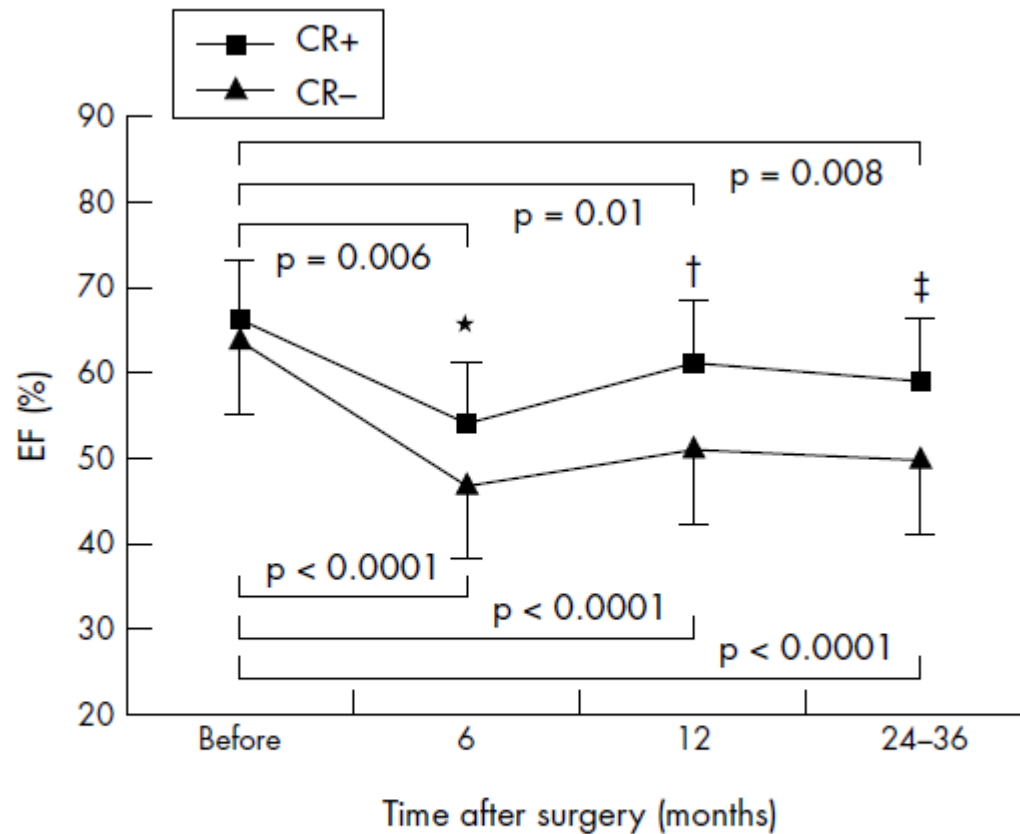 CR+
CR–
90
p = 0.008
80
p = 0.01
p = 0.006
70
†
‡
★
60
EF (%)
50
40
p < 0.0001
p < 0.0001
30
p < 0.0001
20
Before 6 12 24–36
Time after surgery (months)